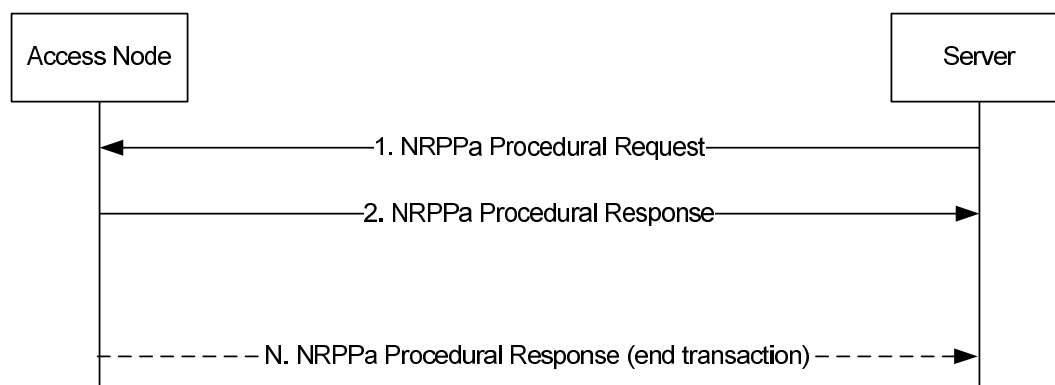 Access Node
Server
1. NRPPa Procedural Request
2. NRPPa Procedural Response
N. NRPPa Procedural Response (end transaction)